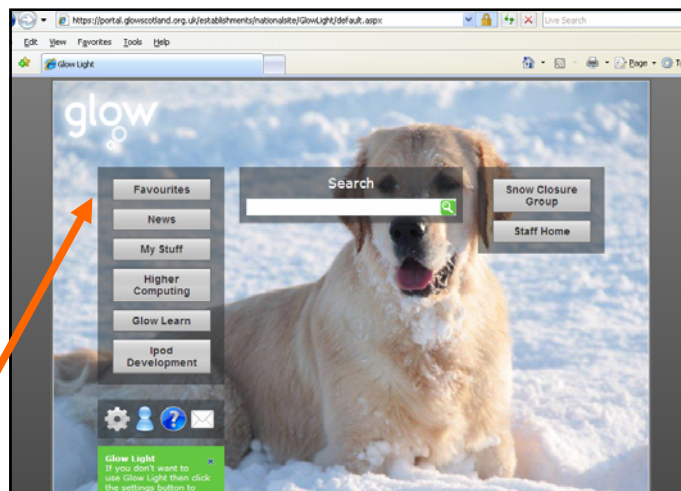 https://portal.glowscotland.org.uk/establishments/nationalsite/GlowLight/default.aspx
Live Search
Edit View Favorites Tools Help
Glow Light
Page
glow
Favourites
News
My Stuff
Higher
Computing
Glow Learn
Ipod
Development
Search
Snow Closure
Group
Staff Home
Glow Light
If you don't want to
use Glow Light then click
the settings button to